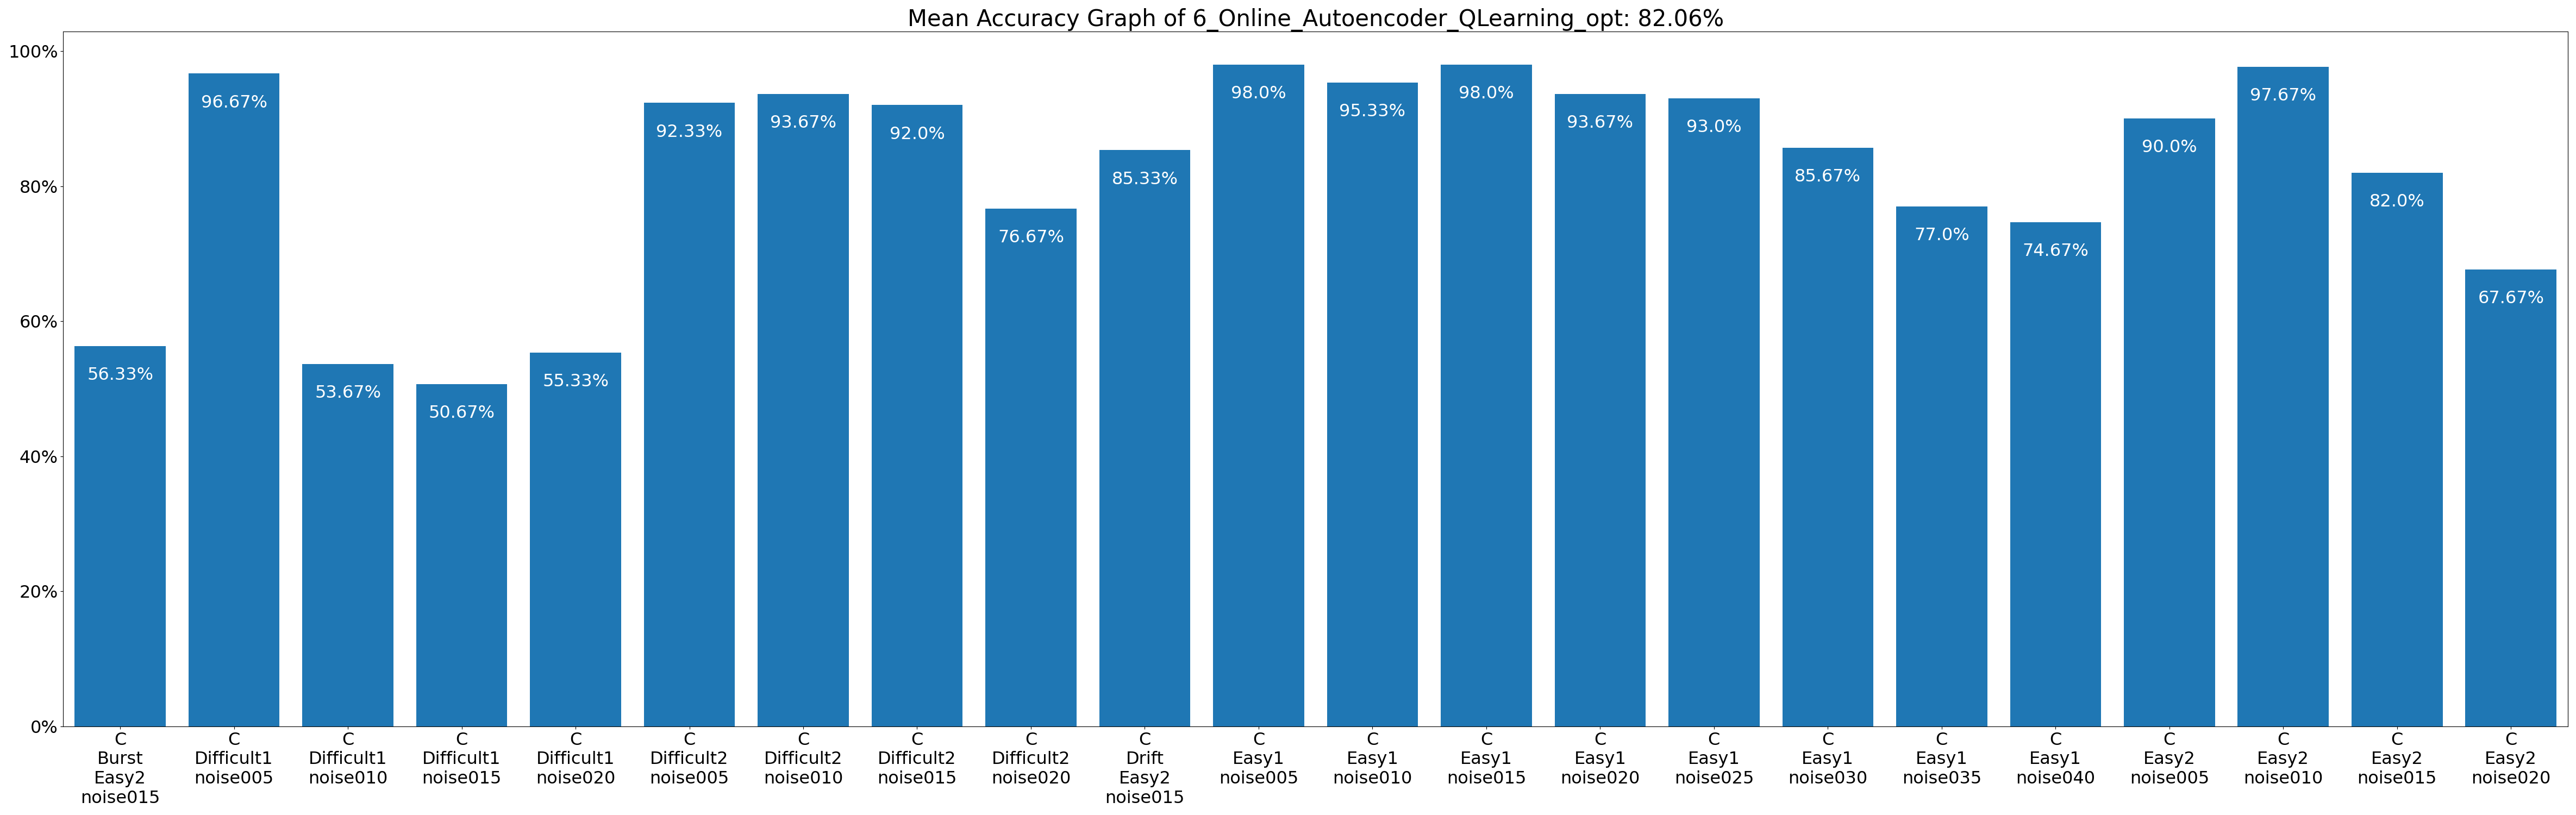 Mean Accuracy Graph of 6_Online_Autoencoder_QLearning_opt: 82.06%
100%
80%
60%
40%
20%
0%
56.33%
96.67%
53.67%
50.67%
55.33%
92.33%
93.67%
92.0%
76.67%
85.33%
98.0%
95.33%
98.0%
93.67%
93.0%
85.67%
77.0%
74.67%
90.0%
97.67%
82.0%
67.67%
C
Burst
Easy2
noise015
C
Difficult1
noise005
C
Difficult1
noise010
C
Difficult1
noise015
C
Difficult1
noise020
C
Difficult2
noise005
C
Difficult2
noise010
C
Difficult2
noise015
C
Difficult2
noise020
C
Drift
Easy2
noise015
C
Easy1
noise005
C
Easy1
noise010
C
Easy1
noise015
C
Easy1
noise020
C
Easy1
noise025
C
Easy1
noise030
C
Easy1
noise035
C
Easy1
noise040
C
Easy2
noise005
C
Easy2
noise010
C
Easy2
noise015
C
Easy2
noise020